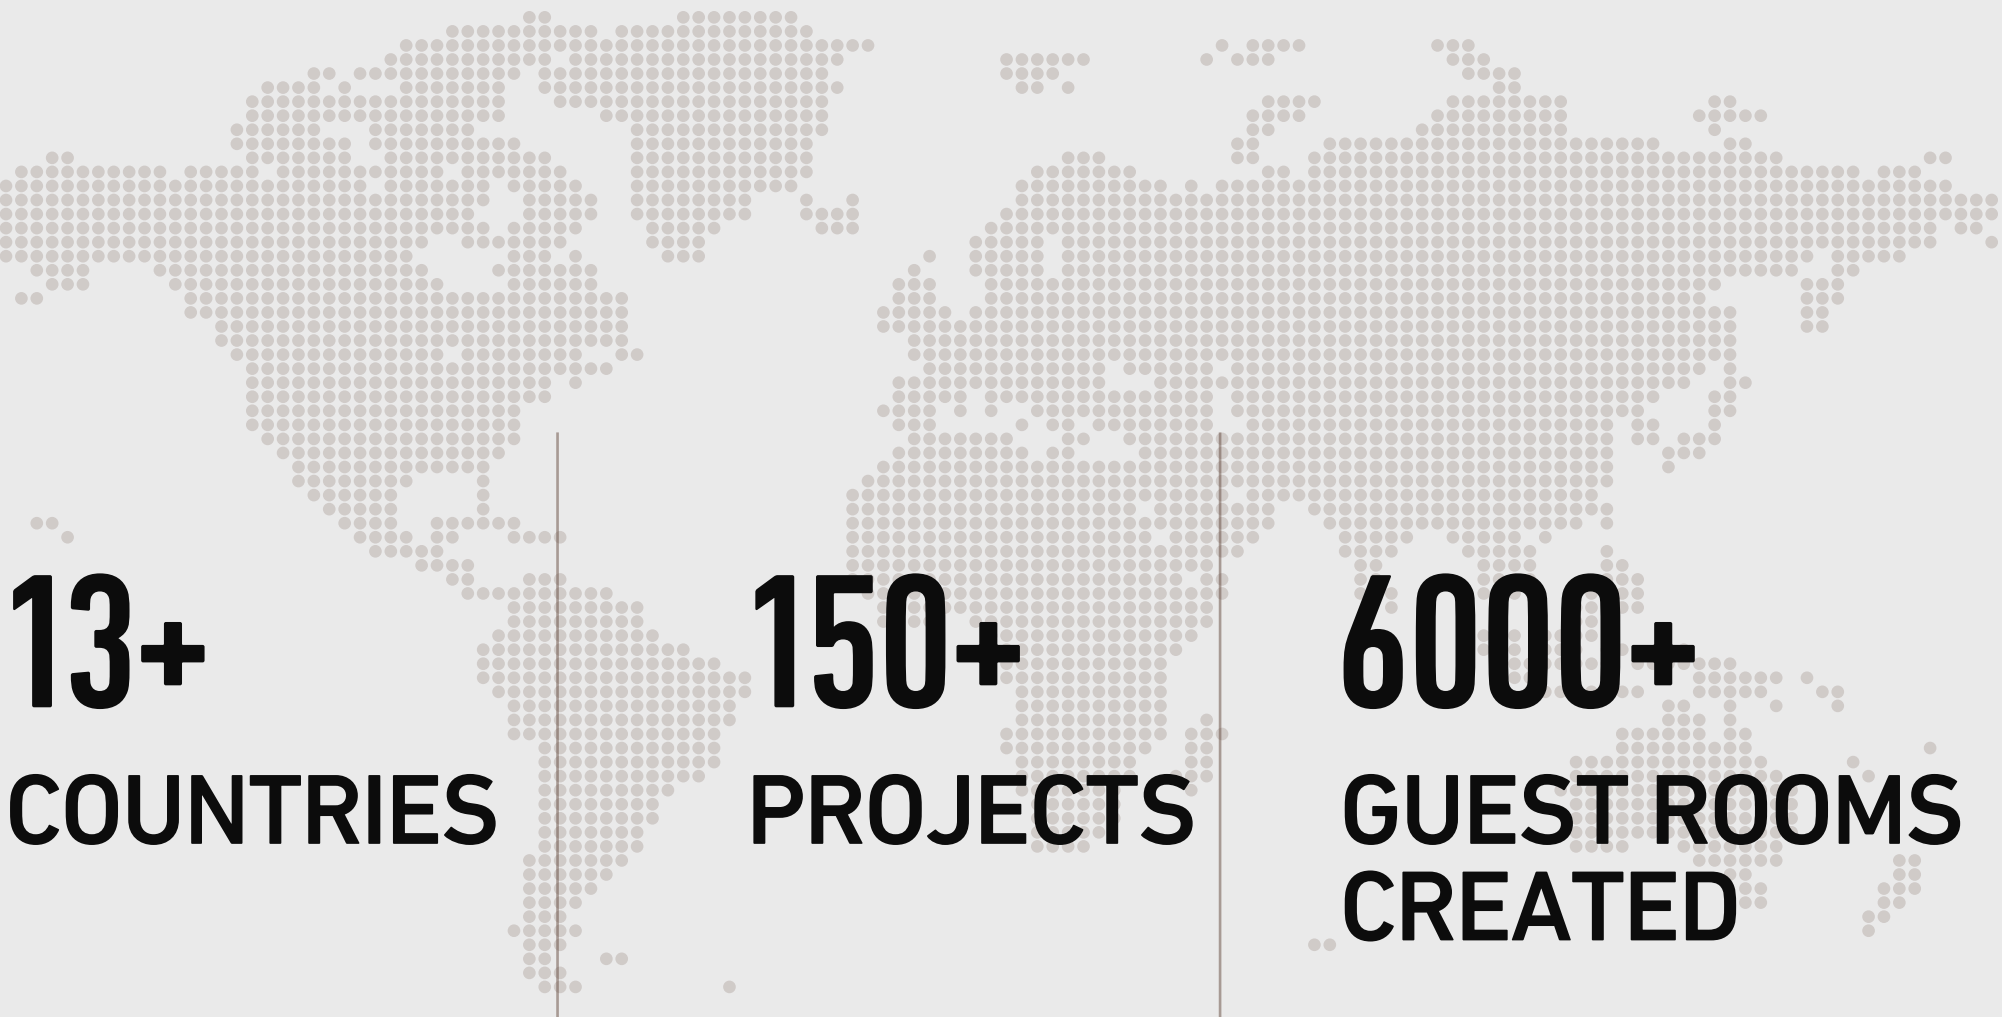 13+
COUNTRIES
150+
PROJECTS
6000+
GUEST ROOMS
CREATED